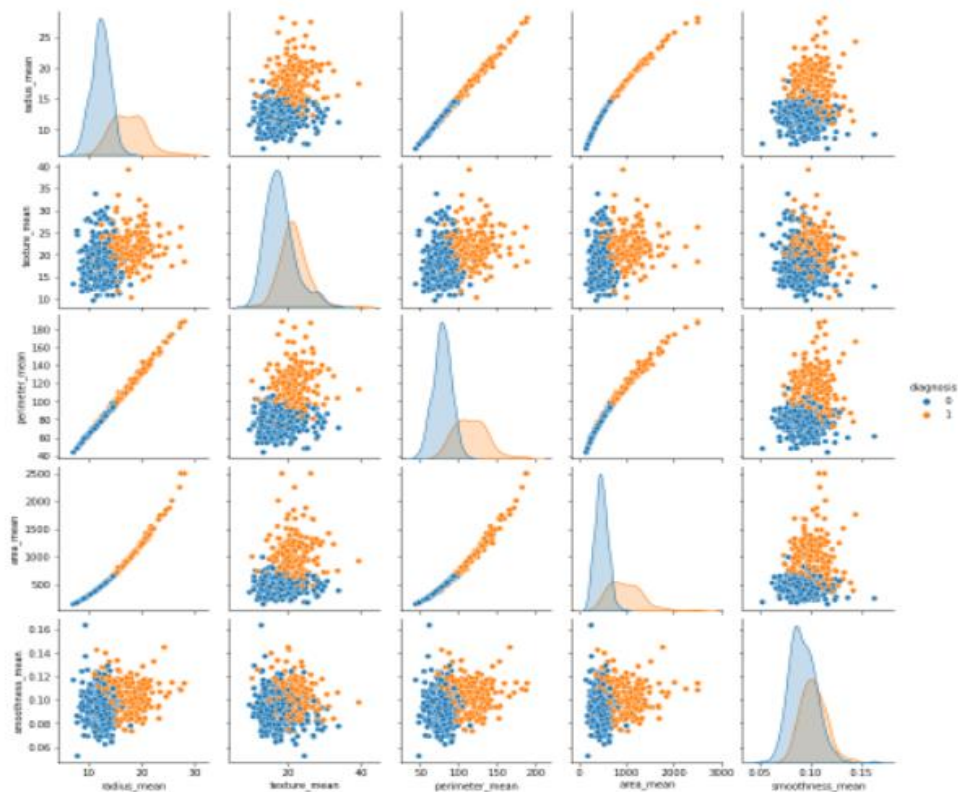 radius_mean
25
20
15
10
texture_mean
40
35
30
25
20
15
10
perimeter_mean
180
160
140
120
100
80
60
40
area_mean
2500
2000
1500
1000
500
smoothness_mean
0.16
0.14
0.12
0.10
0.08
0.06
10 20 30
radius_mean
20 40
texture_mean
50 100 150 200
perimeter_mean
0 1000 2000 3000
area_mean
0.05 0.10 0.15
smoothness_mean
diagnosis
0
1